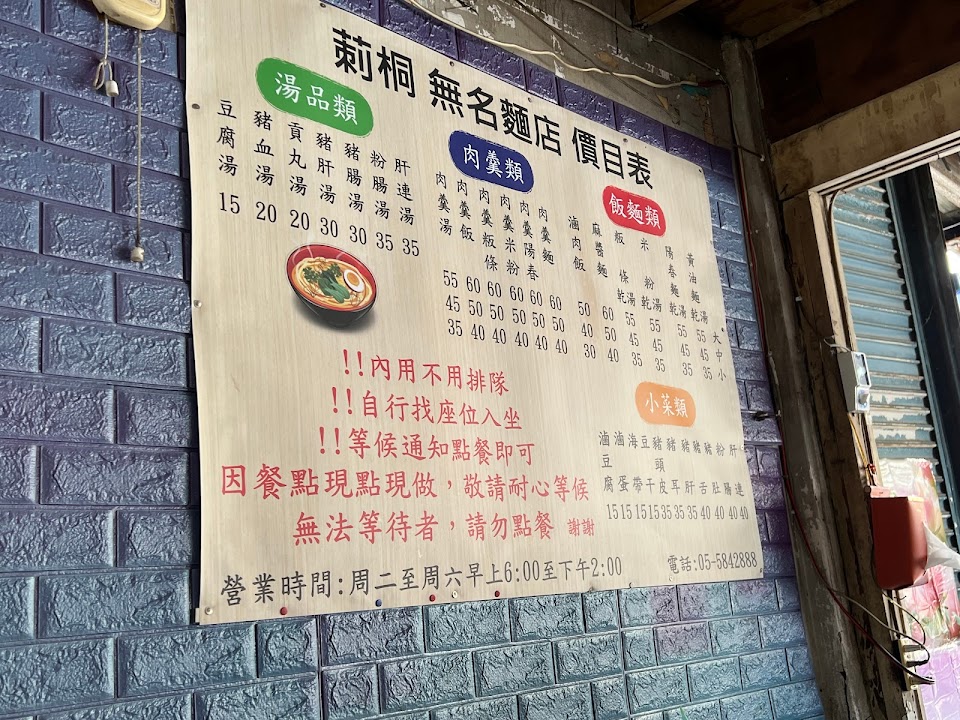 莿桐 無名麵店 價目表
湯品類
豆腐湯 15
豬血湯 20
貢丸湯 20
豬肝湯 30
豬腸湯 30
粉腸湯 35
肝連湯 35
肉羹類
肉羹湯 55 45 35
肉羹飯 60 50 40
肉羹粄條 60 50 40
肉羹米粉 60 50 40
肉羹陽春 60 50 40
肉羹麵 60 50 40
飯麵類
滷肉飯 50 40 30
麻醬麵 60 50 40
粄條乾湯 55 45 35
米粉乾湯 55 45 35
陽春麵乾湯 55 45 35
黃油麵乾湯 55 45 35
大 中 小
!!內用不用排隊
!!自行找座位入坐
!!等候通知點餐即可
因餐點現點現做，敬請耐心等候
無法等待者，請勿點餐 謝謝
小菜類
滷豆腐 15
滷蛋 15
海帶 15
豆干 15
豬頭皮 35
豬耳 35
豬肝 35
豬舌 40
豬肚 40
粉腸 40
肝連 40
營業時間:周二至周六早上6:00至下午2:00
電話:05-5842888